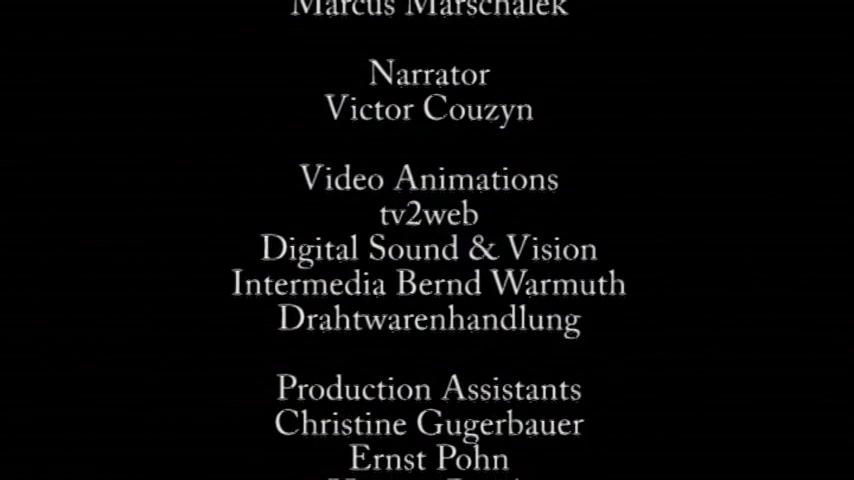 Marcus Marschalek
Narrator
Victor Couzyn
Video Animations
tv2web
Digital Sound & Vision
Intermedia Bernd Warmuth
Drahtwarenhandlung
Production Assistants
Christine Gugerbauer
Ernst Pohn